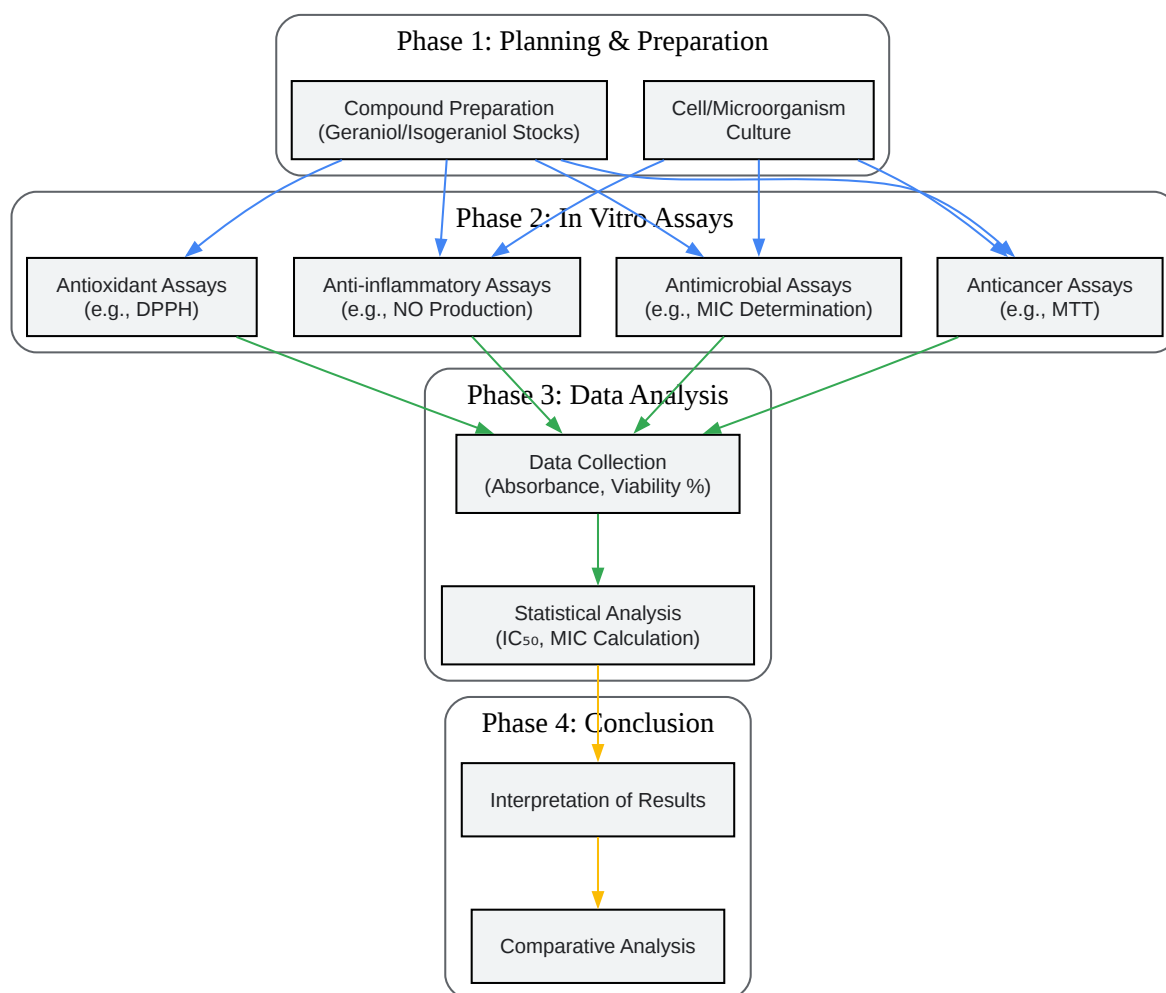 Phase 1: Planning & Preparation
Compound Preparation
(Geraniol/Isogeraniol Stocks)
Cell/Microorganism
Culture
Phase 2: In Vitro Assays
Antioxidant Assays
(e.g., DPPH)
Anti-inflammatory Assays
(e.g., NO Production)
Antimicrobial Assays
(e.g., MIC Determination)
Anticancer Assays
(e.g., MTT)
Phase 3: Data Analysis
Data Collection
(Absorbance, Viability %)
Statistical Analysis
(IC₅₀, MIC Calculation)
Phase 4: Conclusion
Interpretation of Results
Comparative Analysis